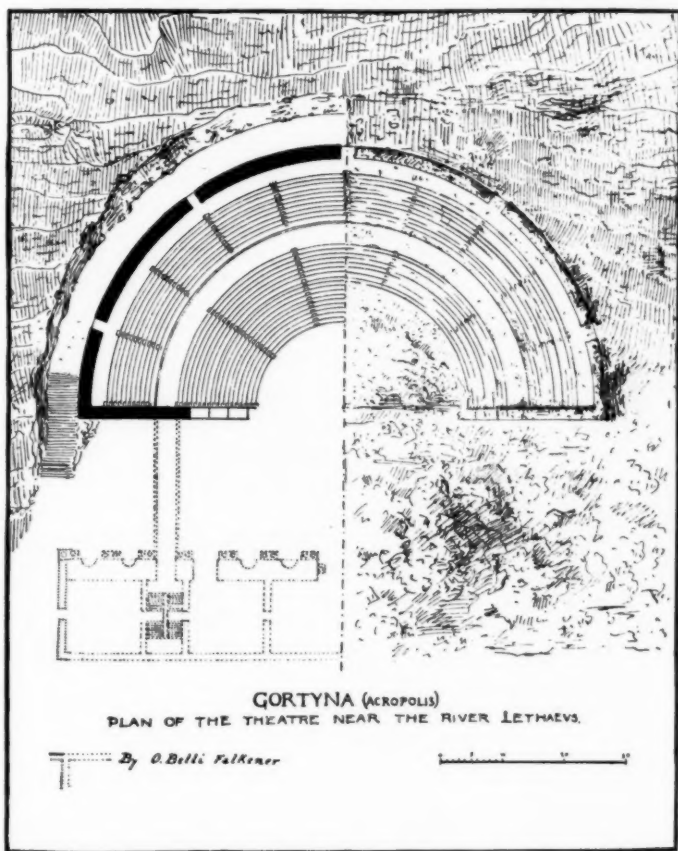 GORTYNA (ACROPOLIS)
PLAN OF THE THEATRE NEAR THE RIVER LETHAEVS.
By O. Belli Falkener